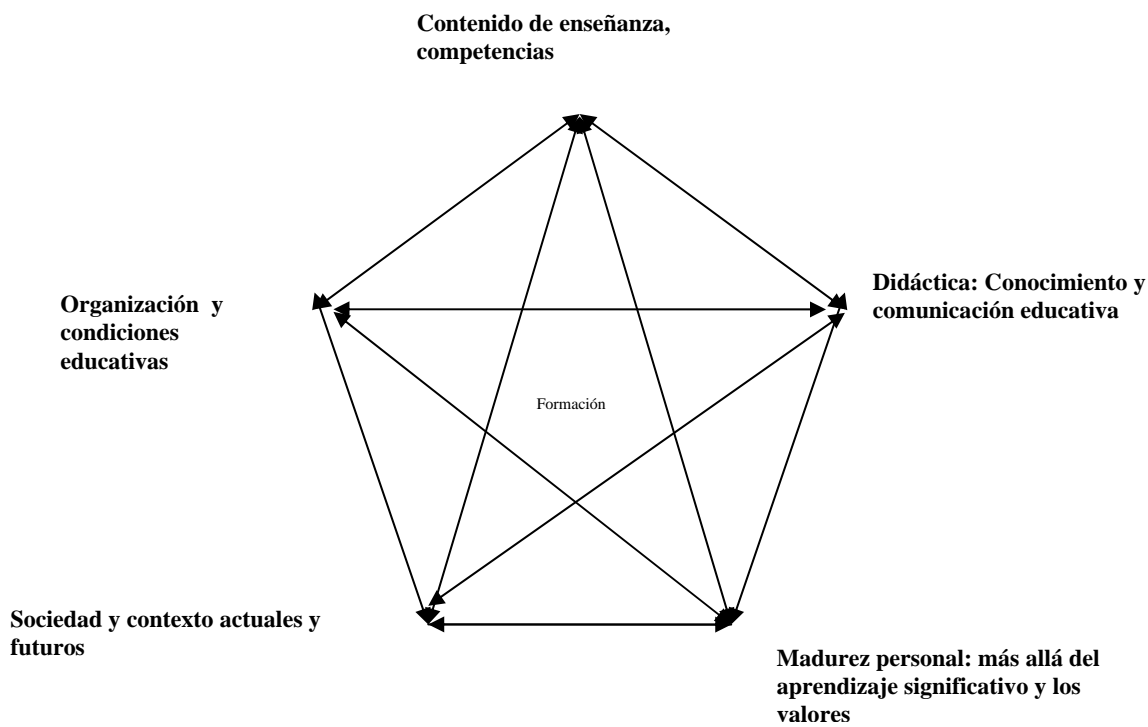 Contenido de enseñanza,
competencias
Organización y
condiciones
educativas
Didáctica: Conocimiento y
comunicación educativa
Formación
Sociedad y contexto actuales y
futuros
Madurez personal: más allá del
aprendizaje significativo y los
valores